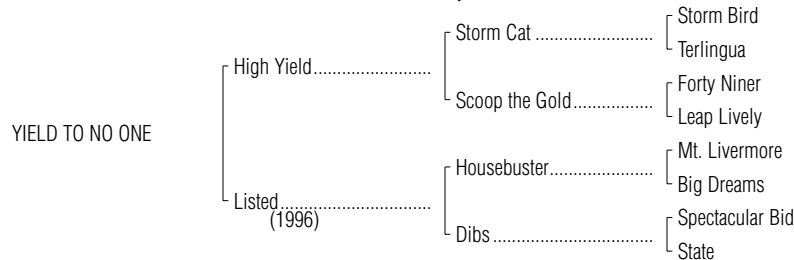 Storm Bird
Storm Cat ........................
Terlingua
High Yield........................
Forty Niner
Scoop the Gold.................
Leap Lively
YIELD TO NO ONE
Mt. Livermore
Housebuster.....................
Big Dreams
Listed...............................
(1996)
Spectacular Bid
Dibs .................................
State